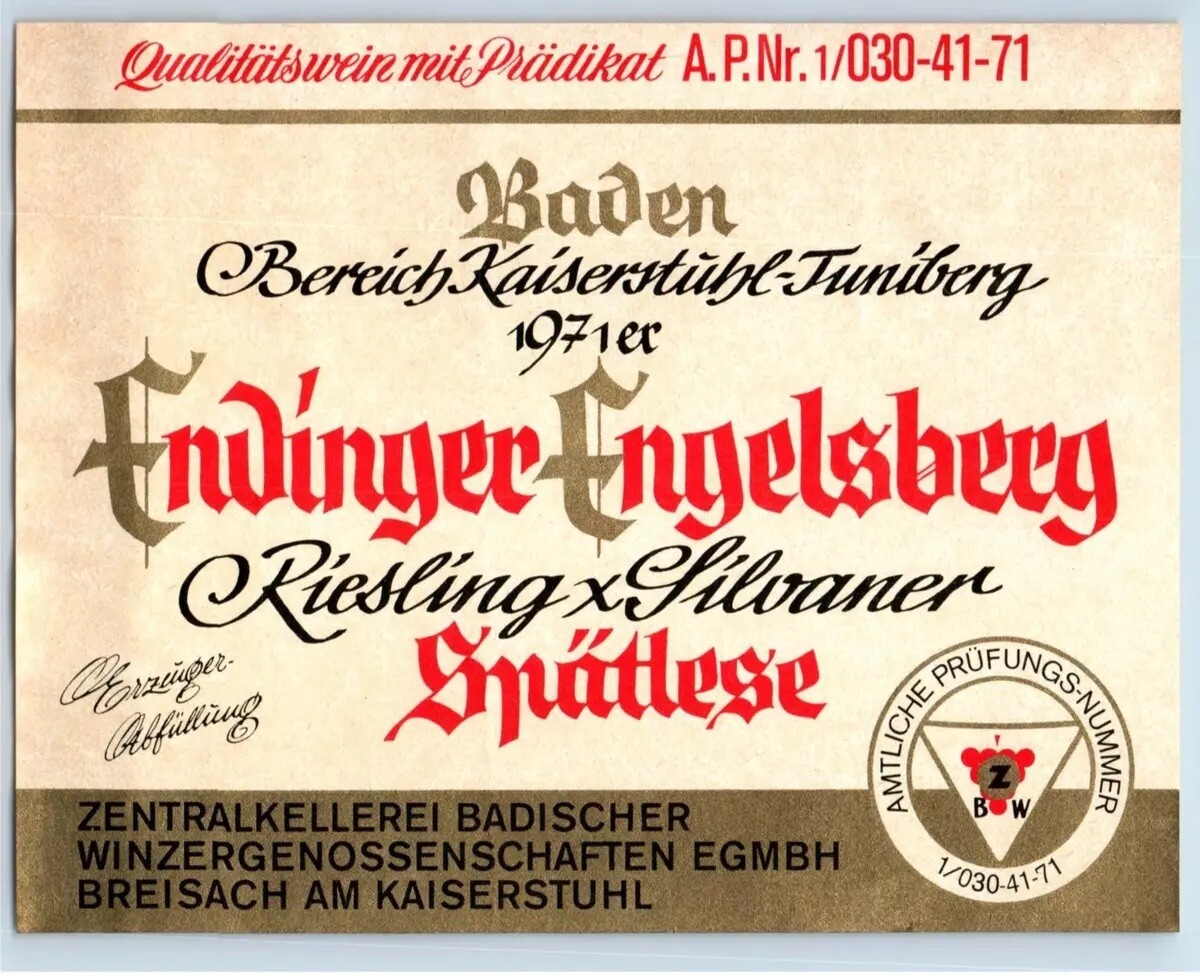 Qualitätswein mit Prädikat A.P.Nr. 1/030-41-71
Baden
Bereich Kaiserstuhl-Tuniberg
1971er
Endinger Engelsberg
Riesling x Silvaner
Spätlese
Erzeuger-
Abfüllung
AMTLICHE PRÜFUNGS-NUMMER
Z
B W
1/030-41-71
ZENTRALKELLEREI BADISCHER
WINZERGENOSSENSCHAFTEN EGMBH
BREISACH AM KAISERSTUHL